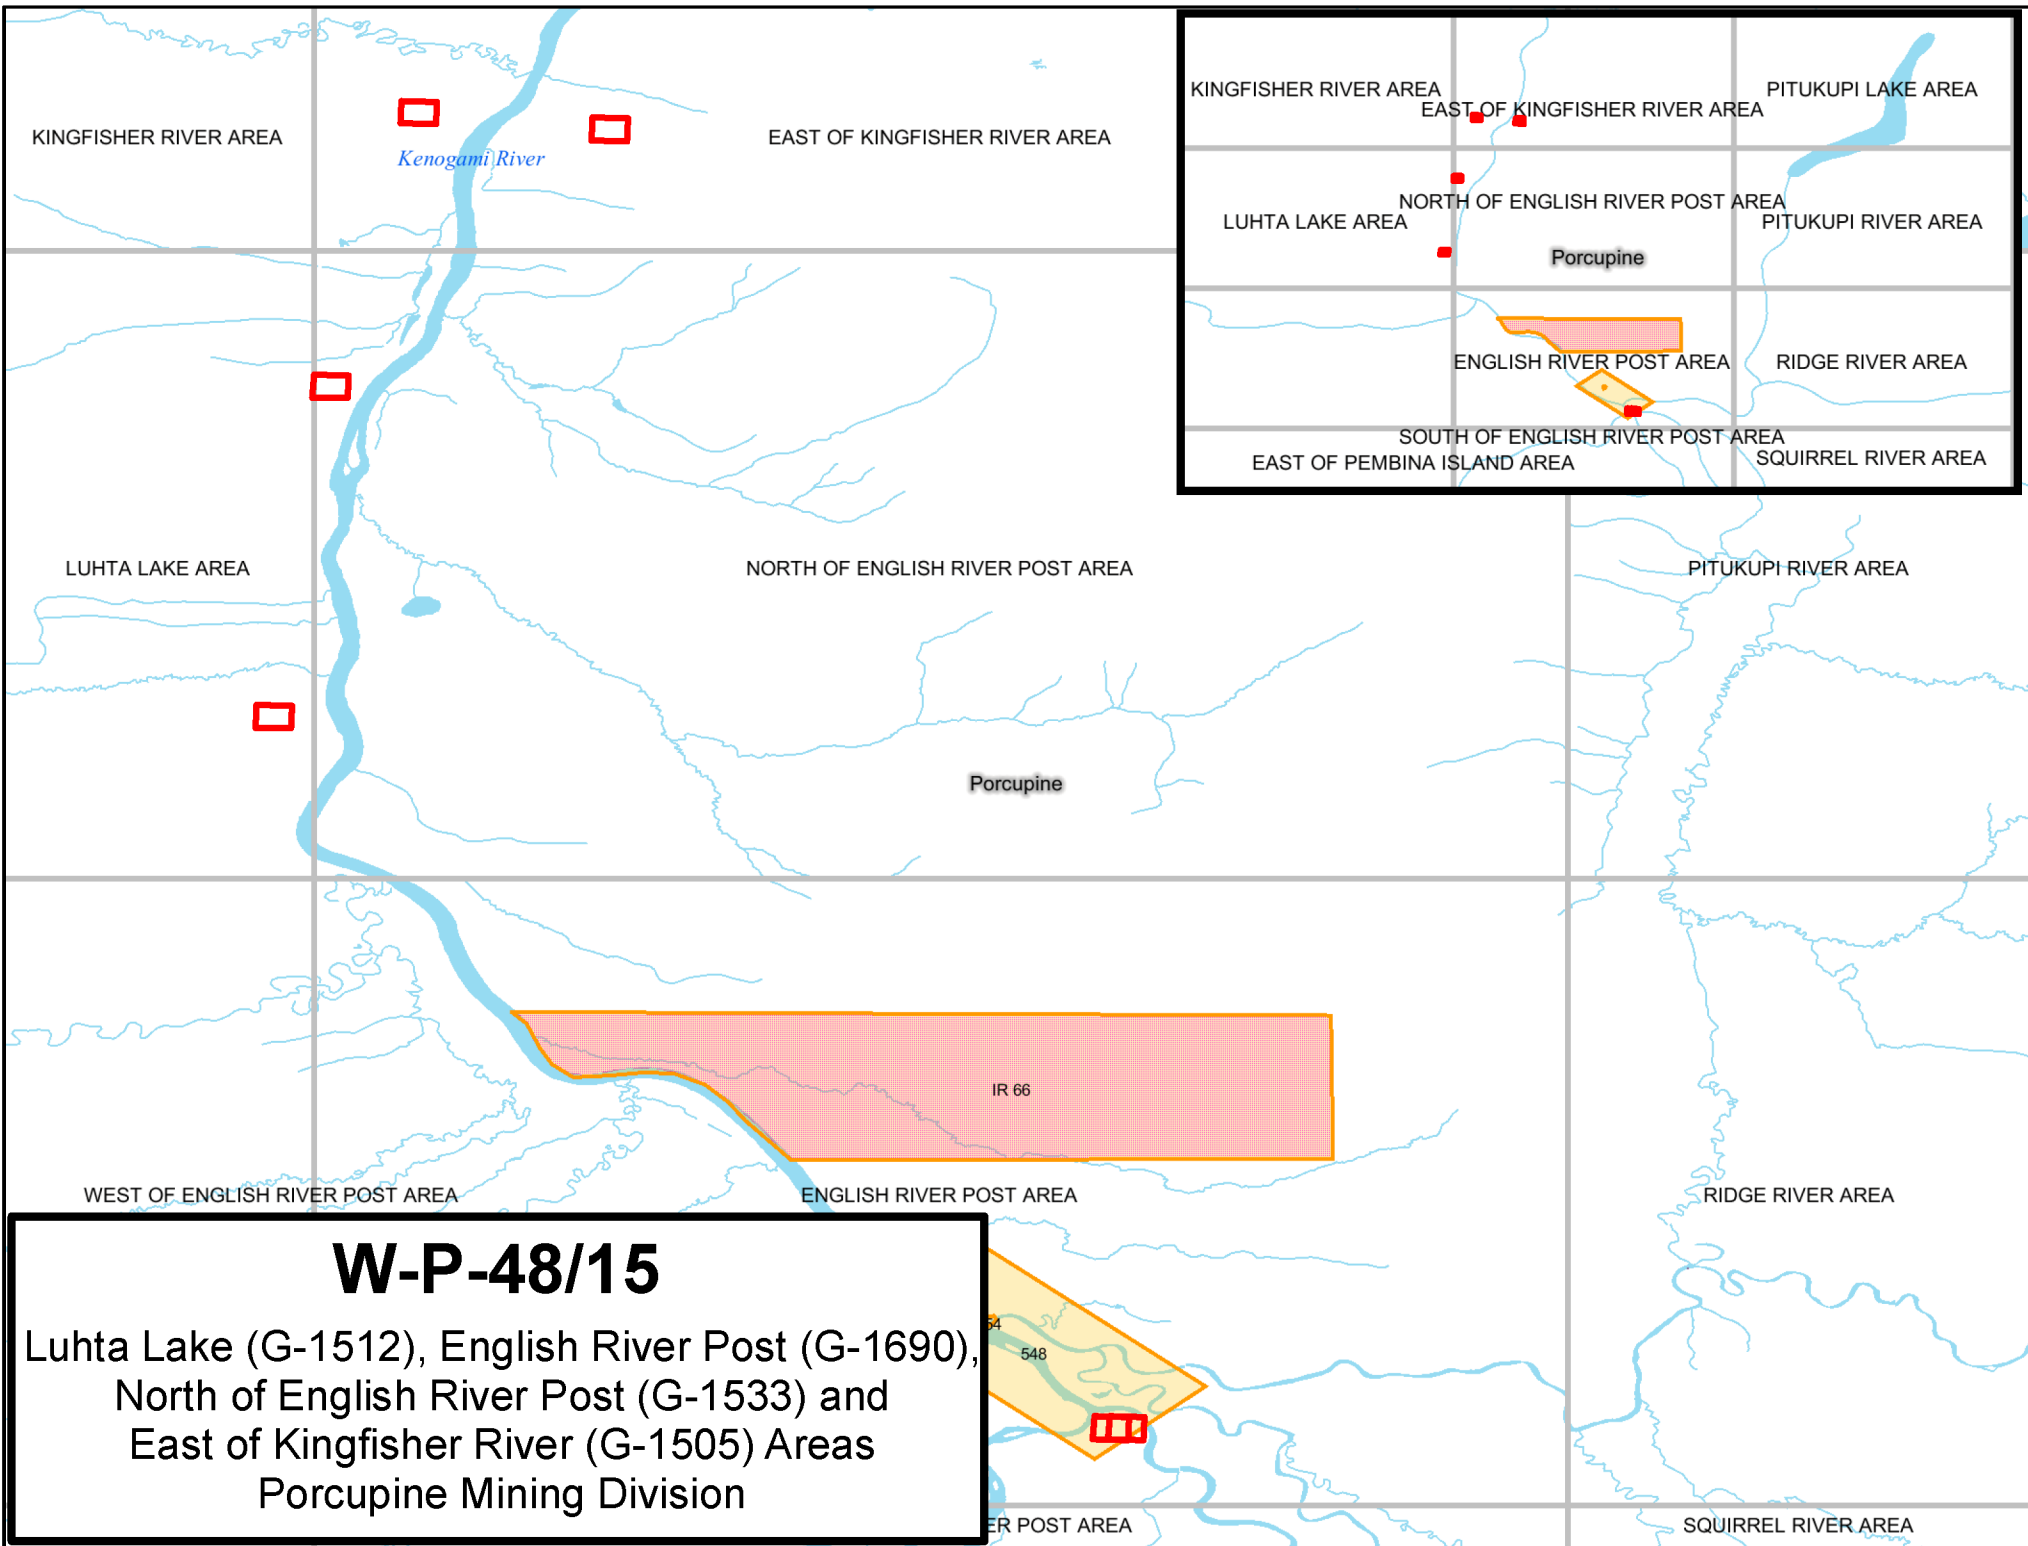 KINGFISHER RIVER AREA
EAST OF KINGFISHER RIVER AREA
Kenogami River
KINGFISHER RIVER AREA
PITUKUPI LAKE AREA
EAST OF KINGFISHER RIVER AREA
NORTH OF ENGLISH RIVER POST AREA
LUHTA LAKE AREA
PITUKUPI RIVER AREA
Porcupine
ENGLISH RIVER POST AREA
RIDGE RIVER AREA
SOUTH OF ENGLISH RIVER POST AREA
EAST OF PEMBINA ISLAND AREA
SQUIRREL RIVER AREA
LUHTA LAKE AREA
NORTH OF ENGLISH RIVER POST AREA
PITUKUPI RIVER AREA
Porcupine
IR 66
WEST OF ENGLISH RIVER POST AREA
ENGLISH RIVER POST AREA
RIDGE RIVER AREA
W-P-48/15
Luhta Lake (G-1512), English River Post (G-1690),
North of English River Post (G-1533) and
East of Kingfisher River (G-1505) Areas
Porcupine Mining Division
54
548
ER POST AREA
SQUIRREL RIVER AREA